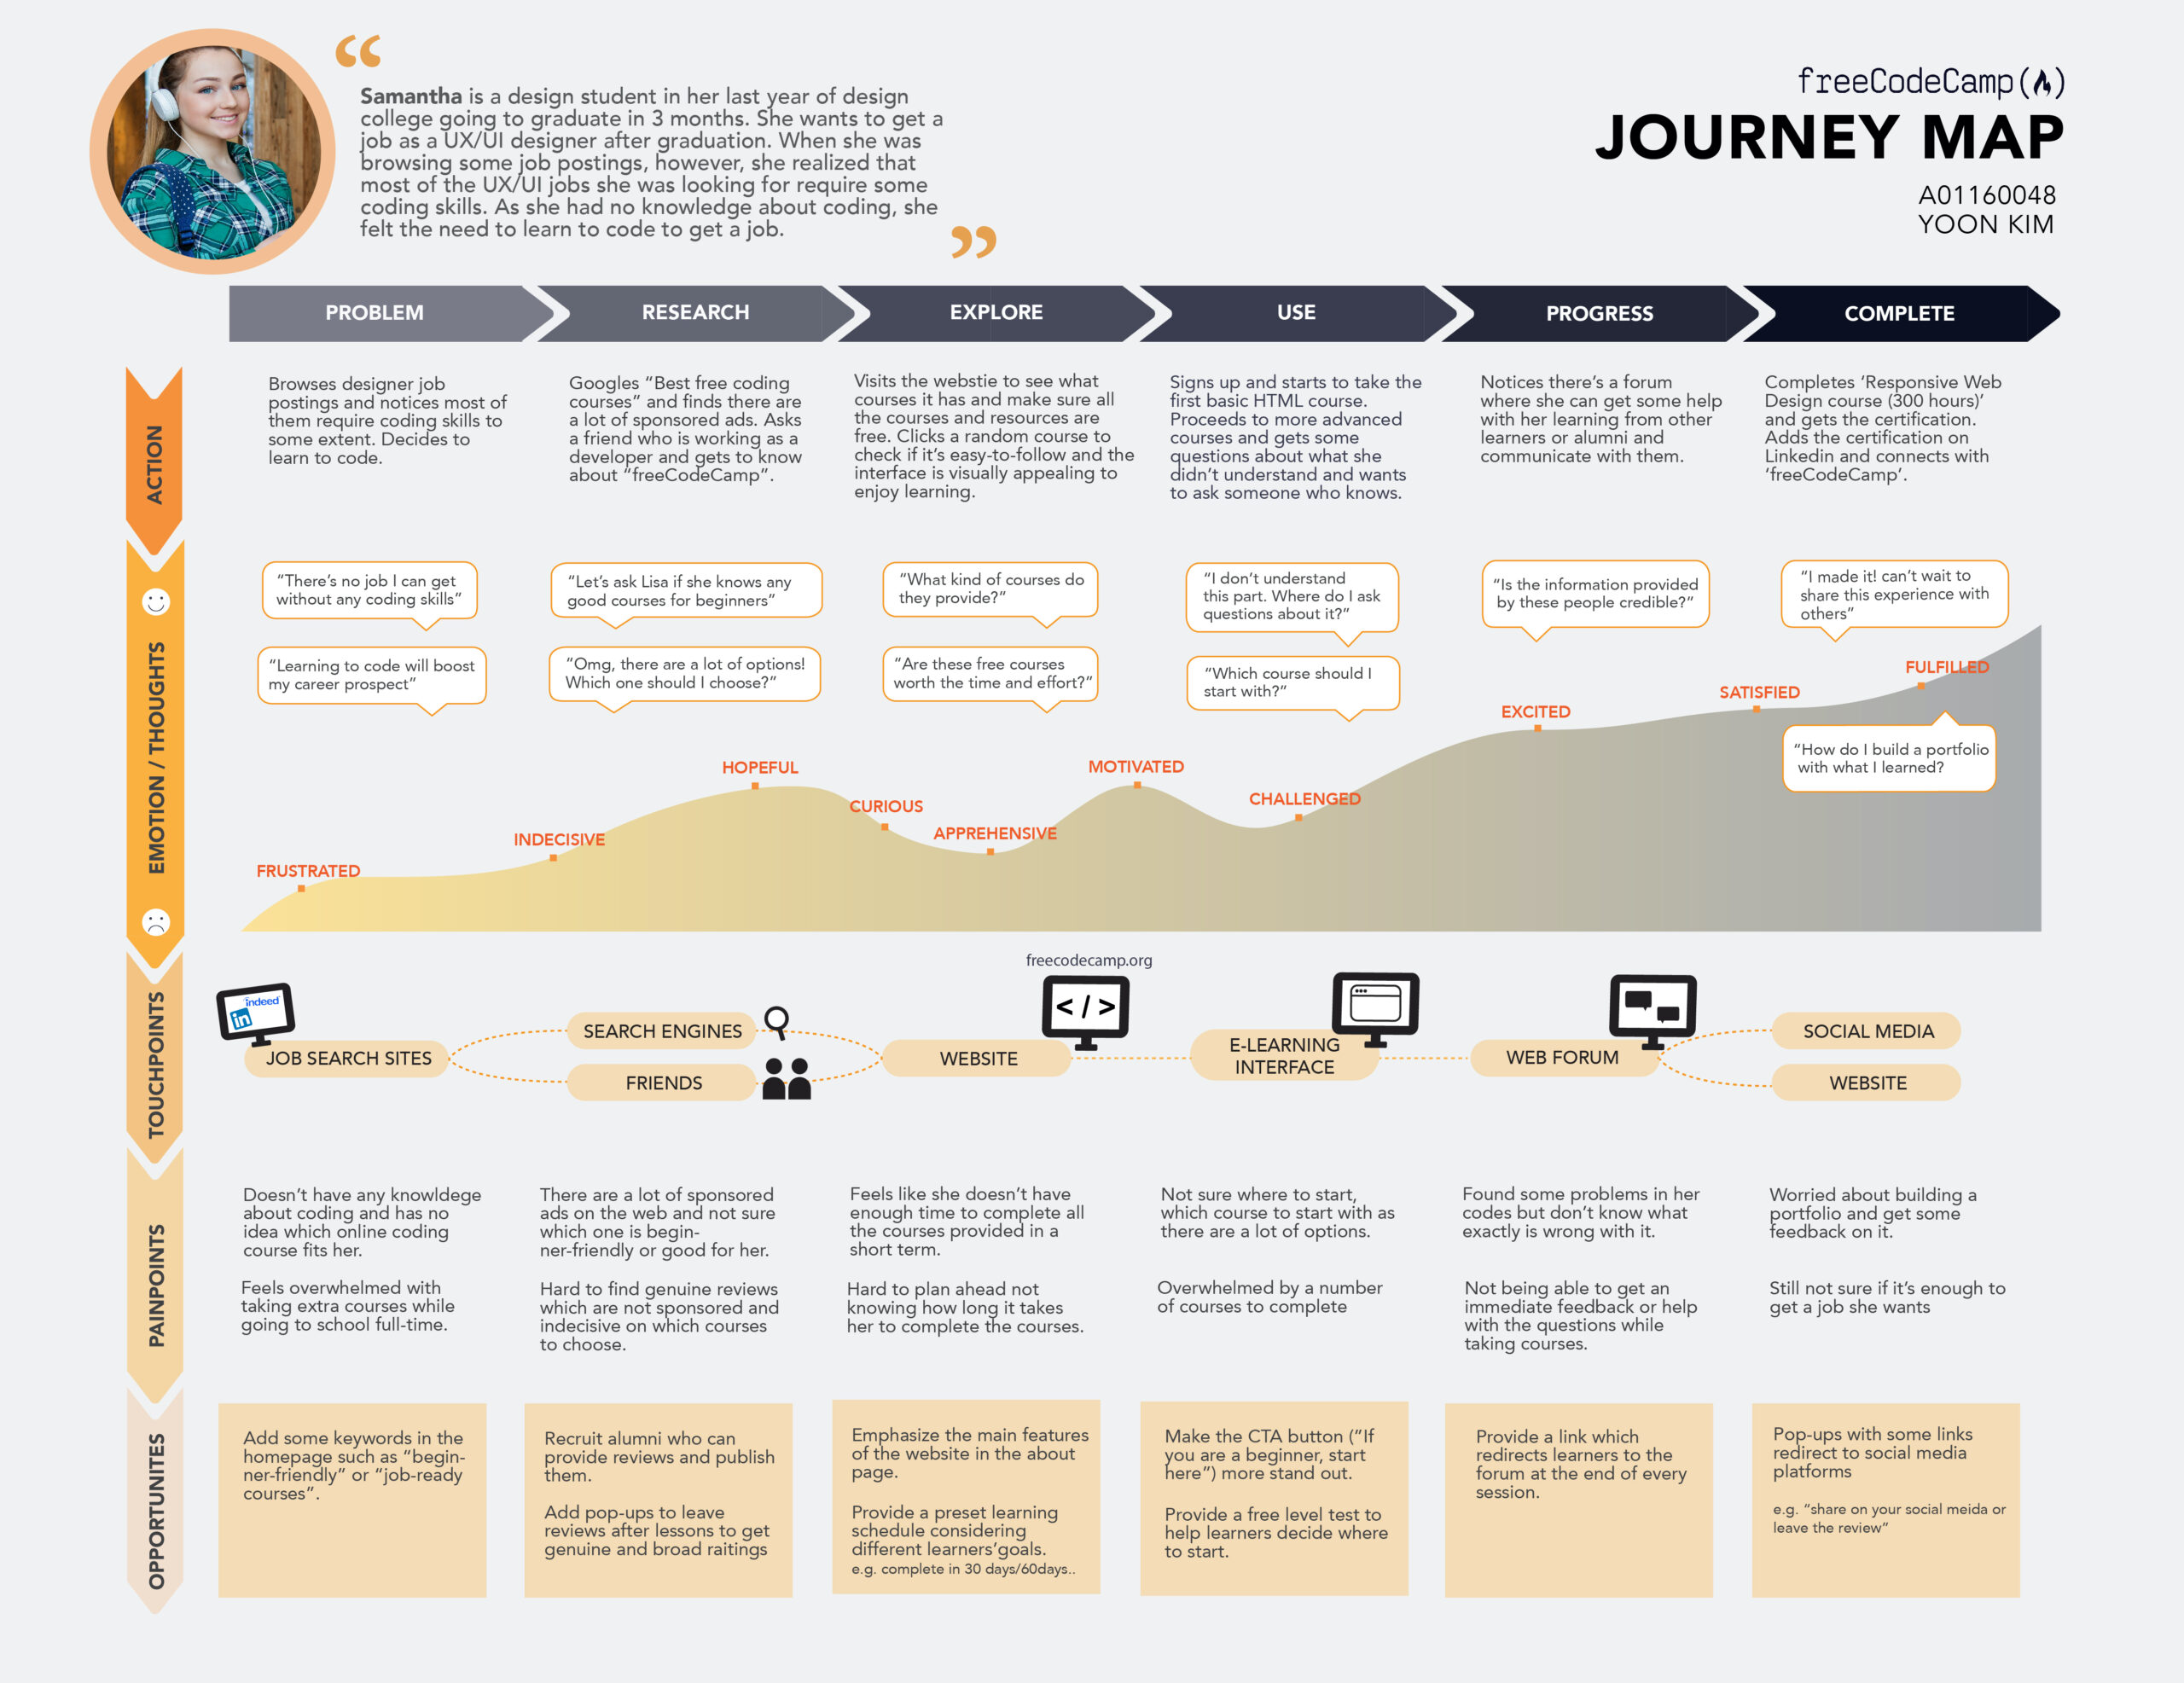 “
Samantha is a design student in her last year of design
college going to graduate in 3 months. She wants to get a
job as a UX/UI designer after graduation. When she was
browsing some job postings, however, she realized that
most of the UX/UI jobs she was looking for require some
coding skills. As she had no knowledge about coding, she
felt the need to learn to code to get a job.
”
freeCodeCamp
JOURNEY MAP
A01160048
YOON KIM
PROBLEM
RESEARCH
EXPLORE
USE
PROGRESS
COMPLETE
ACTION
Browses designer job
postings and notices most of
them require coding skills to
some extent. Decides to
learn to code.
Googles “Best free coding
courses” and finds there are
a lot of sponsored ads. Asks
a friend who is working as a
developer and gets to know
about “freeCodeCamp”.
Visits the webstie to see what
courses it has and make sure all
the courses and resources are
free. Clicks a random course to
check if it’s easy-to-follow and the
interface is visually appealing to
enjoy learning.
Signs up and starts to take the
first basic HTML course.
Proceeds to more advanced
courses and gets some
questions about what she
didn’t understand and wants
to ask someone who knows.
Notices there’s a forum
where she can get some help
with her learning from other
learners or alumni and
communicate with them.
Completes ‘Responsive Web
Design course (300 hours)’
and gets the certification.
Adds the certification on
Linkedin and connects with
‘freeCodeCamp’.
EMOTION / THOUGHTS
“There’s no job I can get
without any coding skills”
“Learning to code will boost
my career prospect”
“Let’s ask Lisa if she knows any
good courses for beginners”
“Omg, there are a lot of options!
Which one should I choose?”
“What kind of courses do
they provide?”
“Are these free courses
worth the time and effort?”
“I don’t understand
this part. Where do I ask
questions about it?”
“Which course should I
start with?”
“Is the information provided
by these people credible?”
“I made it! can’t wait to
share this experience with
others”
“How do I build a portfolio
with what I learned?
FRUSTRATED
INDECISIVE
HOPEFUL
CURIOUS
APPREHENSIVE
MOTIVATED
CHALLENGED
EXCITED
SATISFIED
FULFILLED
TOUCHPOINTS
indeed
in
JOB SEARCH SITES
SEARCH ENGINES
FRIENDS
freecodecamp.org
</>
WEBSITE
E-LEARNING
INTERFACE
WEB FORUM
SOCIAL MEDIA
WEBSITE
PAINPOINTS
Doesn’t have any knowldege
about coding and has no
idea which online coding
course fits her.
Feels overwhelmed with
taking extra courses while
going to school full-time.
There are a lot of sponsored
ads on the web and not sure
which one is begin-
ner-friendly or good for her.
Hard to find genuine reviews
which are not sponsored and
indecisive on which courses
to choose.
Feels like she doesn’t have
enough time to complete all
the courses provided in a
short term.
Hard to plan ahead not
knowing how long it takes
her to complete the courses.
Not sure where to start,
which course to start with as
there are a lot of options.
Overwhelmed by a number
of courses to complete
Found some problems in her
codes but don’t know what
exactly is wrong with it.
Not being able to get an
immediate feedback or help
with the questions while
taking courses.
Worried about building a
portfolio and get some
feedback on it.
Still not sure if it’s enough to
get a job she wants
OPPORTUNITES
Add some keywords in the
homepage such as “begin-
ner-friendly” or “job-ready
courses”.
Recruit alumni who can
provide reviews and publish
them.
Add pop-ups to leave
reviews after lessons to get
genuine and broad raitings
Emphasize the main features
of the website in the about
page.
Provide a preset learning
schedule considering
different learners’goals.
e.g. complete in 30 days/60days..
Make the CTA button (“If
you are a beginner, start
here”) more stand out.
Provide a free level test to
help learners decide where
to start.
Provide a link which
redirects learners to the
forum at the end of every
session.
Pop-ups with some links
redirect to social media
platforms
e.g. “share on your social meida or
leave the review”